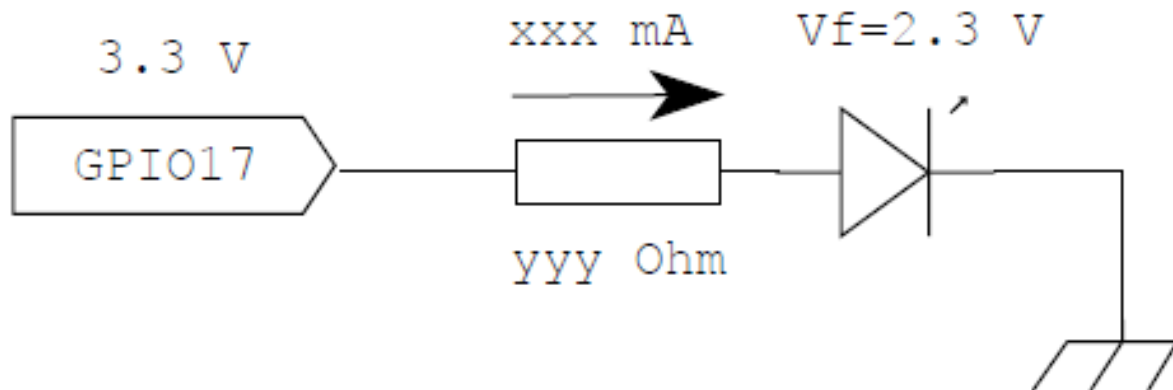 3.3 V
xxx mA
Vf=2.3 V
GPIO17
yyy Ohm